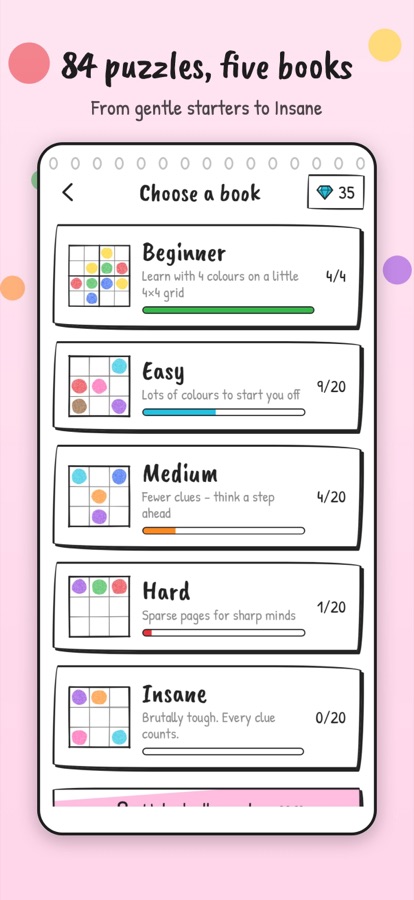 84 puzzles, five books
From gentle starters to Insane
Choose a book
35
Beginner
Learn with 4 colours on a little
4×4 grid
4/4
Easy
Lots of colours to start you off
9/20
Medium
Fewer clues – think a step
ahead
4/20
Hard
Sparse pages for sharp minds
1/20
Insane
Brutally tough. Every clue
counts.
0/20